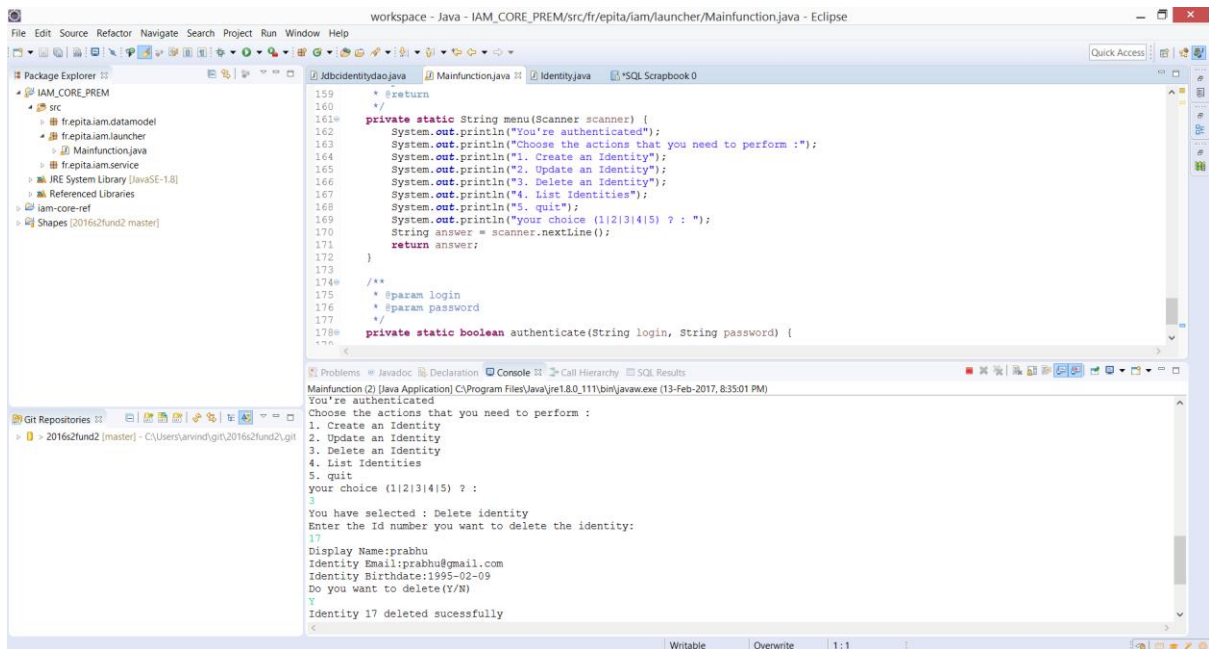 workspace - Java - IAM_CORE_PREM/src/fr/epita/iam/launcher/Mainfunction.java - Eclipse
File Edit Source Refactor Navigate Search Project Run Window Help
Quick Access
Package Explorer
IAM_CORE_PREM
src
fr.epita.iam.datamodel
fr.epita.iam.launcher
Mainfunction.java
fr.epita.iam.service
JRE System Library [JavaSE-1.8]
Referenced Libraries
iam-core-ref
Shapes [2016s2fund2 master]
Git Repositories
> 2016s2fund2 [master] - C:\Users\arvind\git\2016s2fund2\.git
Jdbcidentitydao.java Mainfunction.java Identity.java *SQL Scrapbook 0
159 * @return
160 */
161 private static String menu(Scanner scanner) {
162 System.out.println("You're authenticated");
163 System.out.println("Choose the actions that you need to perform :");
164 System.out.println("1. Create an Identity");
165 System.out.println("2. Update an Identity");
166 System.out.println("3. Delete an Identity");
167 System.out.println("4. List Identities");
168 System.out.println("5. quit");
169 System.out.println("your choice (1|2|3|4|5) ? : ");
170 String answer = scanner.nextLine();
171 return answer;
172 }
173
174 /**
175 * @param login
176 * @param password
177 */
178 private static boolean authenticate(String login, String password) {
Problems Javadoc Declaration Console Call Hierarchy SQL Results
Mainfunction (2) [Java Application] C:\Program Files\Java\jre1.8.0_111\bin\javaw.exe (13-Feb-2017, 8:35:01 PM)
You're authenticated
Choose the actions that you need to perform :
1. Create an Identity
2. Update an Identity
3. Delete an Identity
4. List Identities
5. quit
your choice (1|2|3|4|5) ? :
3
You have selected : Delete identity
Enter the Id number you want to delete the identity:
17
Display Name:prabhu
Identity Email:prabhu@gmail.com
Identity Birthdate:1995-02-09
Do you want to delete(Y/N)
Y
Identity 17 deleted sucessfully
Writable Overwrite 1 : 1